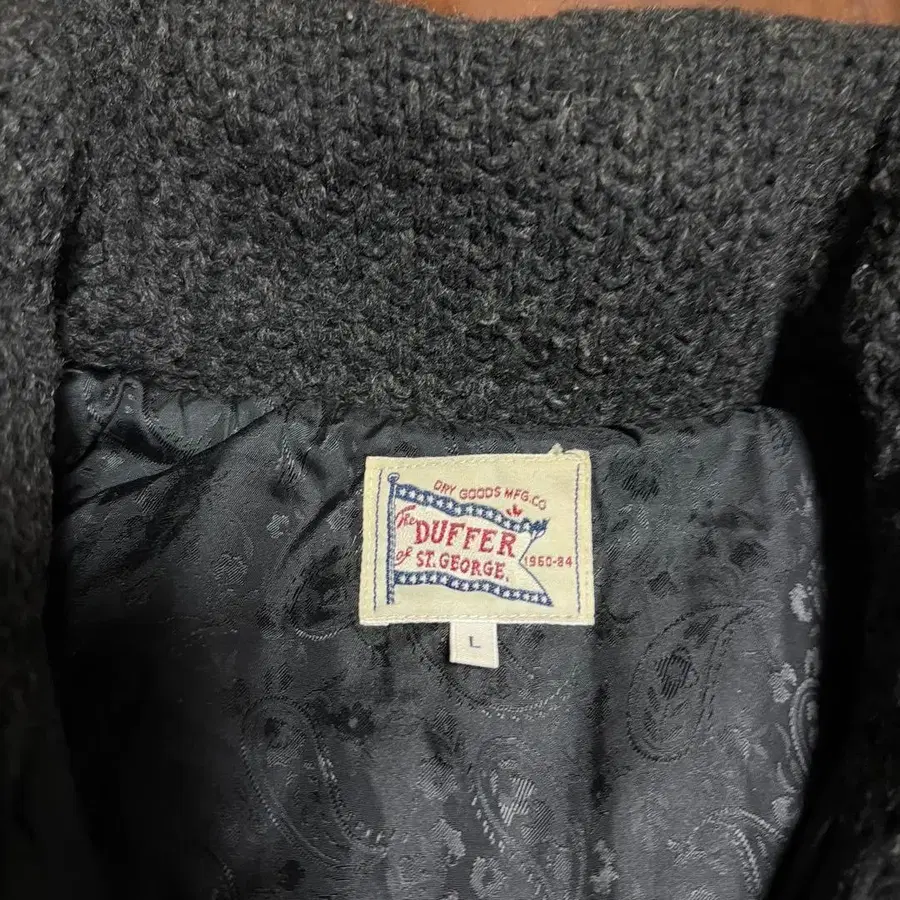 DRY GOODS MFG.CO
The
DUFFER
of ST.GEORGE.
1960-84
L